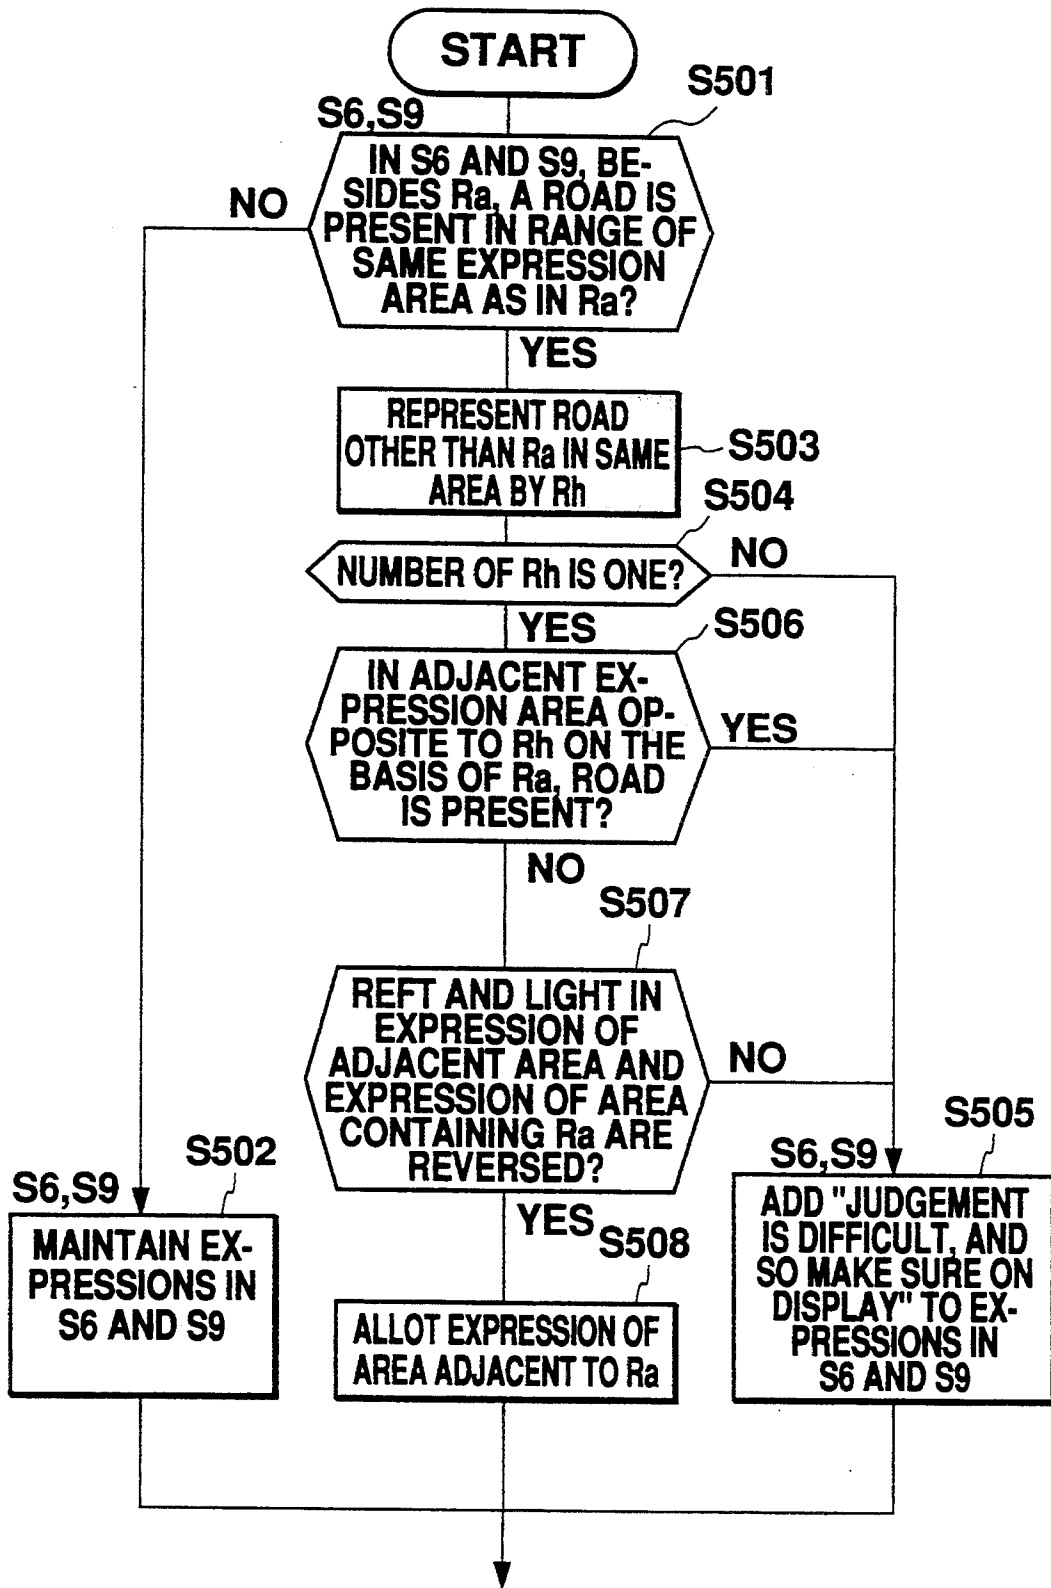 START
S501
S6,S9
IN S6 AND S9, BE-
SIDES Ra, A ROAD IS
PRESENT IN RANGE OF
SAME EXPRESSION
AREA AS IN Ra?
NO
YES
REPRESENT ROAD
OTHER THAN Ra IN SAME
AREA BY Rh
S503
S504
NUMBER OF Rh IS ONE?
NO
YES
S506
IN ADJACENT EX-
PRESSION AREA OP-
POSITE TO Rh ON THE
BASIS OF Ra, ROAD
IS PRESENT?
YES
NO
S507
REFT AND LIGHT IN
EXPRESSION OF
ADJACENT AREA AND
EXPRESSION OF AREA
CONTAINING Ra ARE
REVERSED?
NO
YES
S502
S6,S9
MAINTAIN EX-
PRESSIONS IN
S6 AND S9
S508
ALLOT EXPRESSION OF
AREA ADJACENT TO Ra
S505
S6,S9
ADD "JUDGEMENT
IS DIFFICULT, AND
SO MAKE SURE ON
DISPLAY" TO EX-
PRESSIONS IN
S6 AND S9